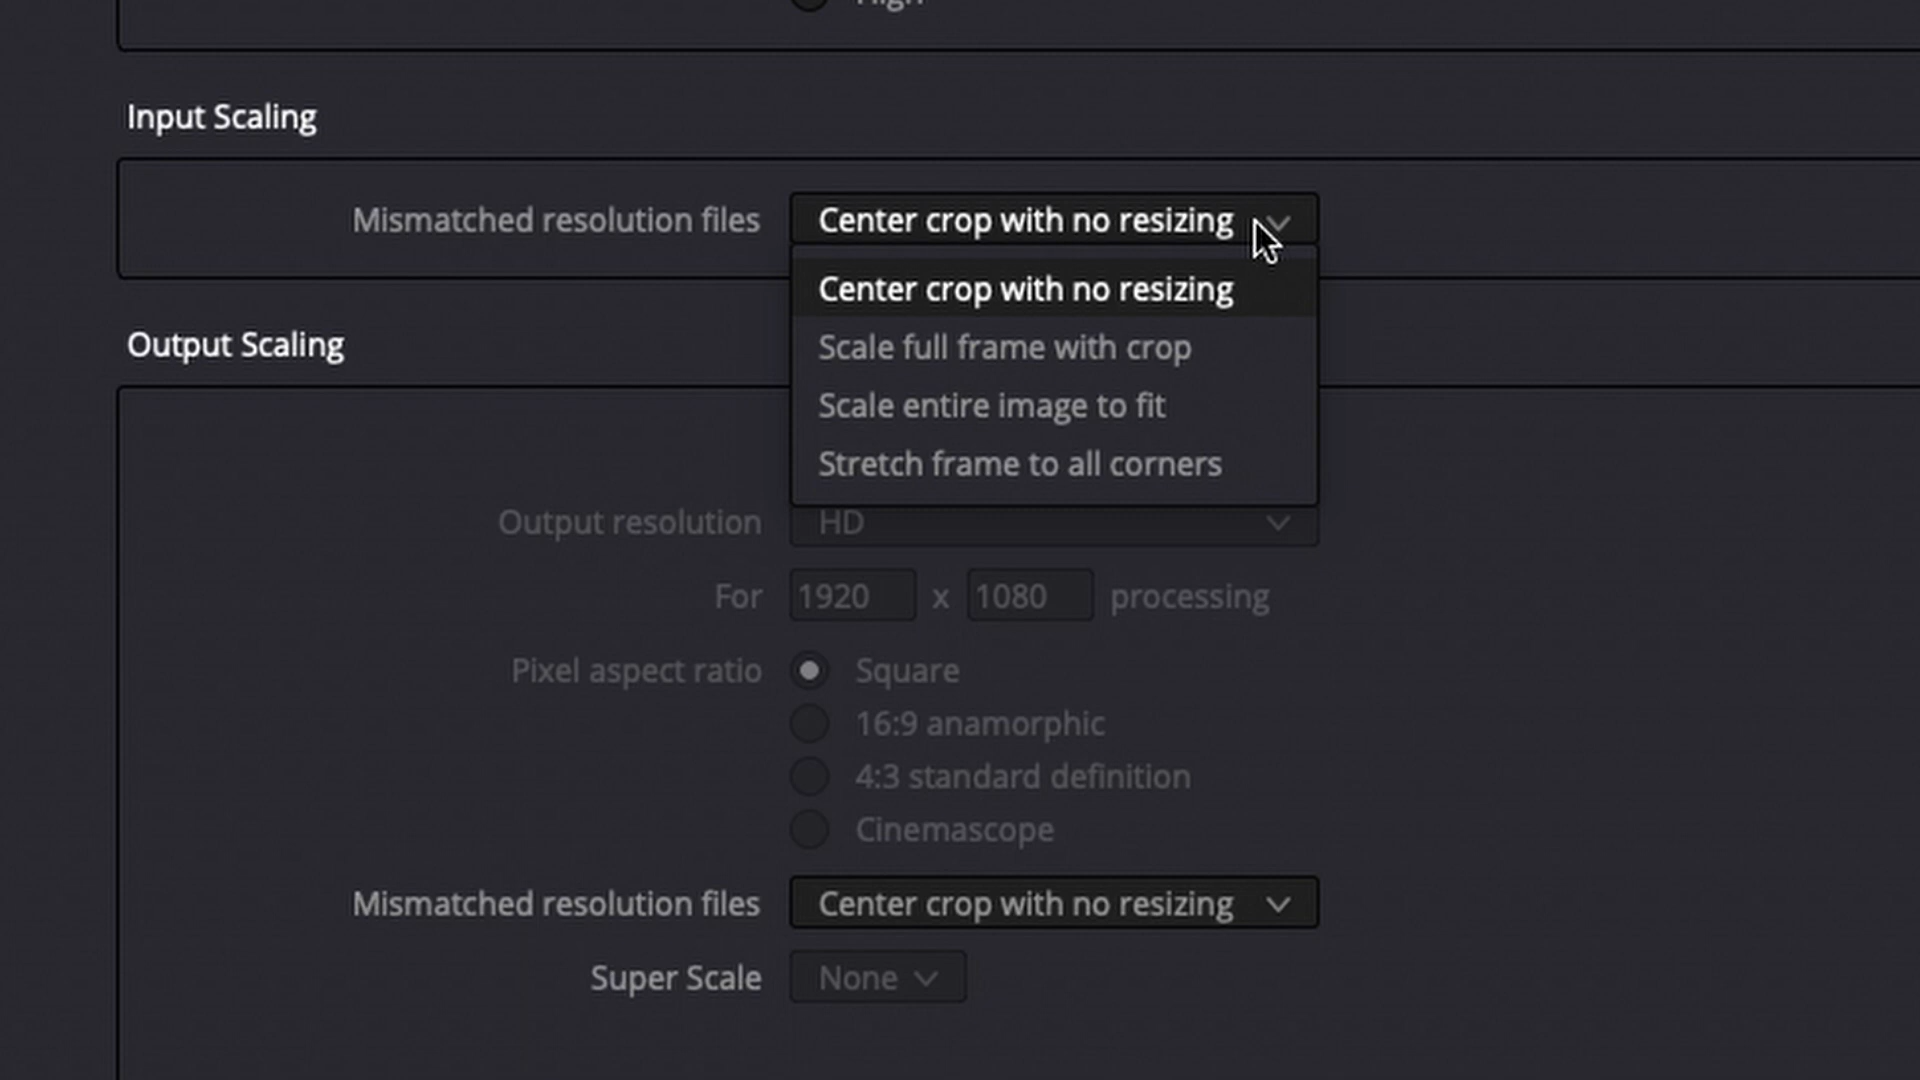 High
Input Scaling
Mismatched resolution files Center crop with no resizing
Center crop with no resizing
Scale full frame with crop
Output Scaling
Scale entire image to fit
Stretch frame to all corners
Output resolution HD
For 1920 x 1080 processing
Pixel aspect ratio Square
16:9 anamorphic
4:3 standard definition
Cinemascope
Mismatched resolution files Center crop with no resizing
Super Scale None